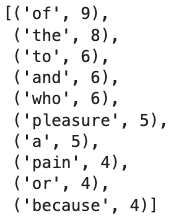 [('of', 9),
('the', 8),
('to', 6),
('and', 6),
('who', 6),
('pleasure', 5),
('a', 5),
('pain', 4),
('or', 4),
('because', 4)]